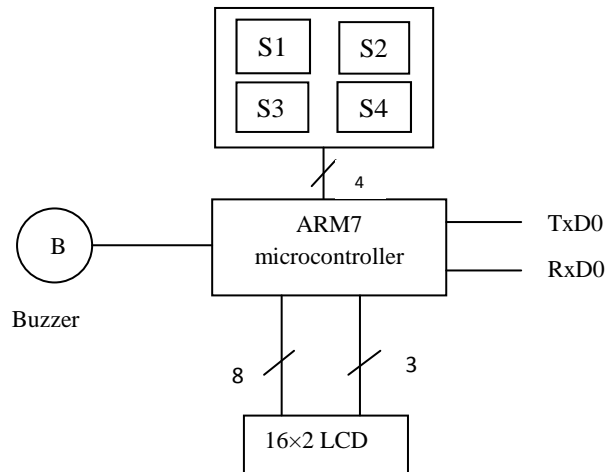 S1 S2
S3 S4
4
ARM7
microcontroller
TxD0
RxD0
B
Buzzer
8
3
16×2 LCD